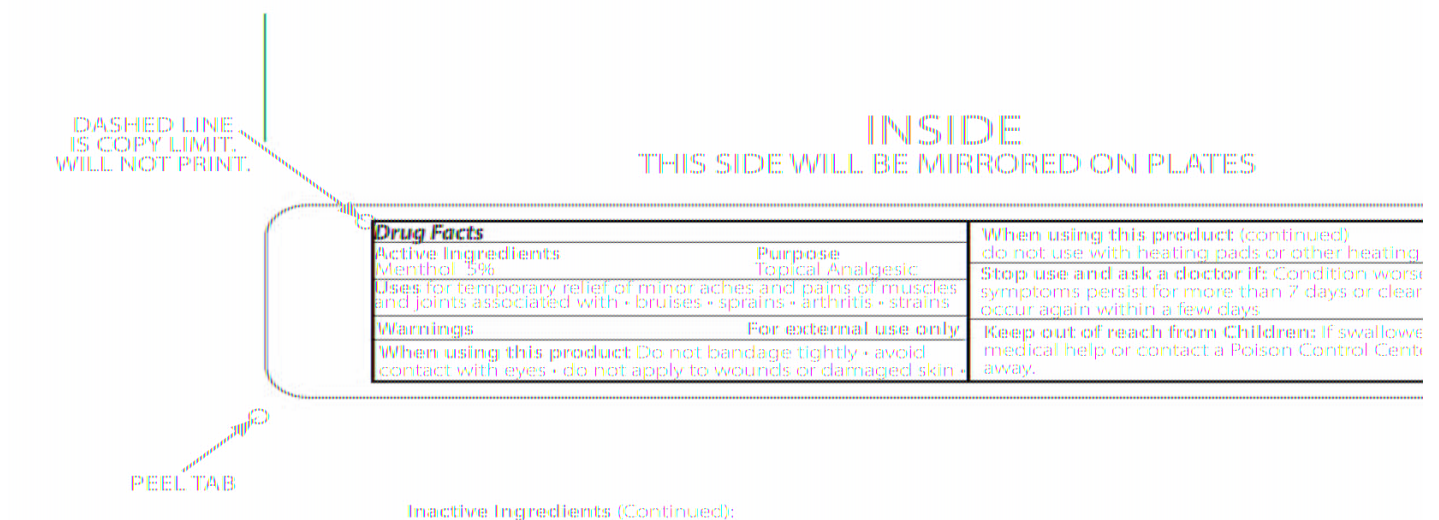 DASHED LINE
IS COPY LIMIT.
WILL NOT PRINT.
INSIDE
THIS SIDE WILL BE MIRRORED ON PLATES
Drug Facts
Active Ingredients Purpose
Menthol 5% Topical Analgesic
Uses for temporary relief of minor aches and pains of muscles
and joints associated with • bruises • sprains • arthritis • strains
Warnings For external use only
When using this product Do not bandage tightly • avoid
contact with eyes • do not apply to wounds or damaged skin •
When using this product (continued)
do not use with heating pads or other heating
Stop use and ask a doctor if: Condition
symptoms persist for more than 7 days or clear
occur again within a few days
Keep out of reach from Children: If
medical help or contact a Poison Control
away.
PEEL TAB
Inactive Ingredients (Continued):